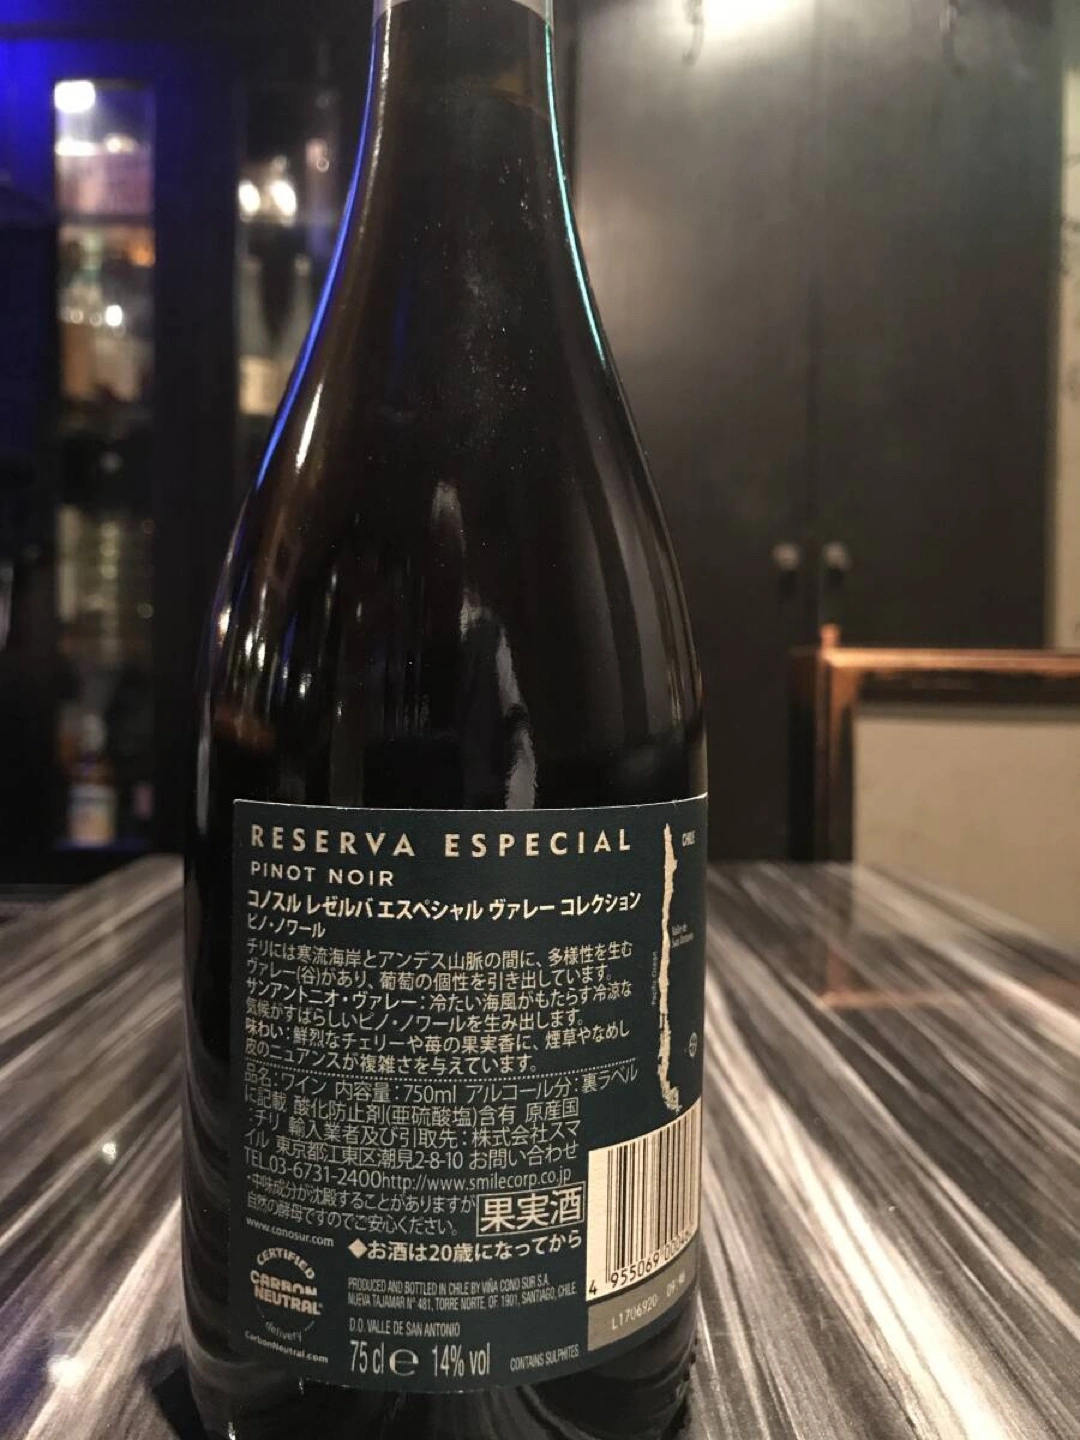 RESERVA ESPECIAL
PINOT NOIR
コノスル レゼルバ エスペシャル ヴァレー コレクション
ピノ・ノワール
チリには寒流海岸とアンデス山脈の間に、多様性を生む
ヴァレー(谷)があり、葡萄の個性を引き出しています。
サンアントニオ・ヴァレー:冷たい海風がもたらす冷涼な
気候がすばらしいピノ・ノワールを生み出します。
味わい:鮮烈なチェリーや苺の果実香に、煙草やなめし
皮のニュアンスが複雑さを与えています。
品名:ワイン 内容量:750ml アルコール分:裏ラベル
に記載 酸化防止剤(亜硫酸塩)含有 原産国
:チリ 輸入業者及び引取先:株式会社スマ
イル 東京都江東区潮見2-8-10 お問い合わせ
TEL.03-6731-2400http://www.smilecorp.co.jp
*中味成分が沈殿することがありますが
自然の酵母ですのでご安心ください。
果実酒
www.conosur.com
◆お酒は20歳になってから
CERTIFIED
CARBON
NEUTRAL
CarbonNeutral.com
PRODUCED AND BOTTLED IN CHILE BY VIÑA CONO SUR S.A.
NUEVA TAJAMAR N° 481, TORRE NORTE, OF 1901, SANTIAGO, CHILE
D.O. VALLE DE SAN ANTONIO
75 cl e 14% vol
CONTAINS SULPHITES
CHILE
Pacific Ocean
4 955069
L1706920